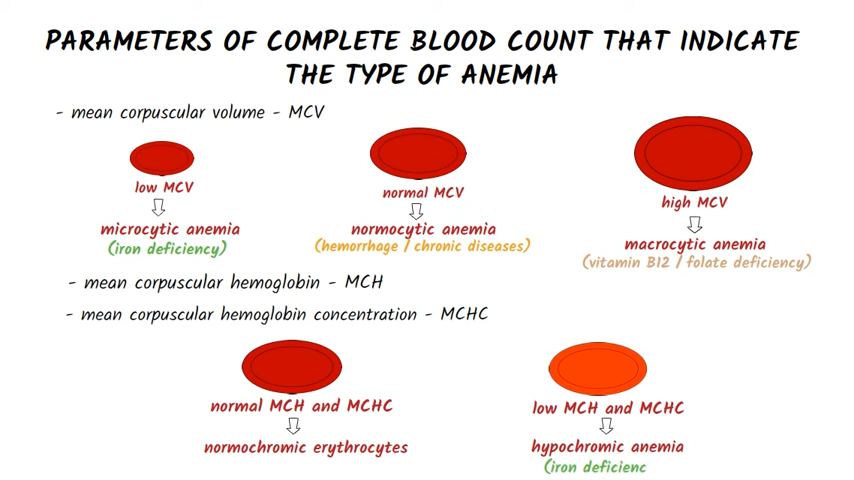 PARAMETERS OF COMPLETE BLOOD COUNT THAT INDICATE
THE TYPE OF ANEMIA
- mean corpuscular volume - MCV
low MCV
microcytic anemia
(iron deficiency)
normal MCV
normocytic anemia
(hemorrhage / chronic diseases)
high MCV
macrocytic anemia
(vitamin B12 / folate deficiency)
- mean corpuscular hemoglobin - MCH
- mean corpuscular hemoglobin concentration - MCHC
normal MCH and MCHC
normochromic erythrocytes
low MCH and MCHC
hypochromic anemia
(iron deficienc